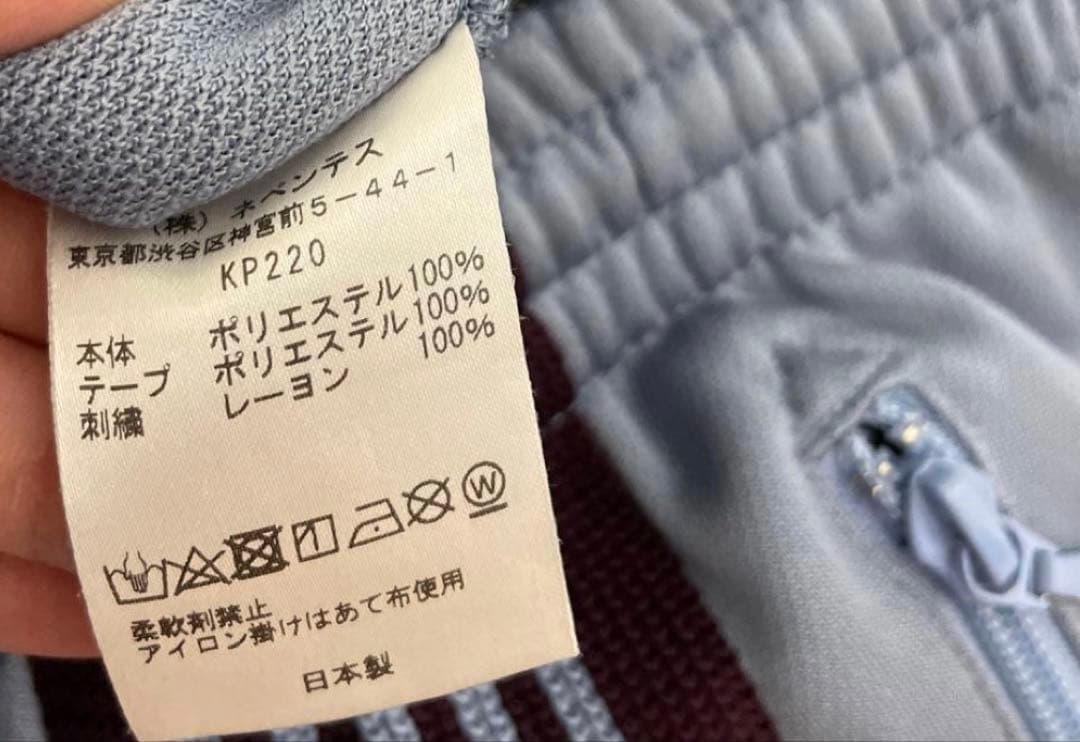 (株) ネペンテス
東京都渋谷区神宮前5-44-1
KP220
本体 ポリエステル100%
テープ ポリエステル100%
刺繍 レーヨン 100%
W
柔軟剤禁止
アイロン掛けはあて布使用
日本製